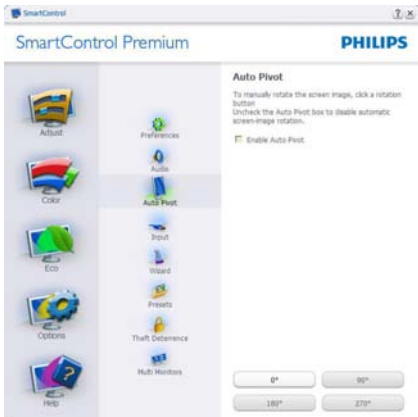 SmartControl
? ×
SmartControl Premium
PHILIPS
Adjust
Color
Eco
Options
Help
Preferences
Audio
Auto Pivot
Input
Wizard
Presets
Theft Deterrence
Multi Monitors
Auto Pivot
To manually rotate the screen image, click a rotation
button
Uncheck the Auto Pivot box to disable automatic
screen-image rotation.
Enable Auto Pivot
0°
90°
180°
270°